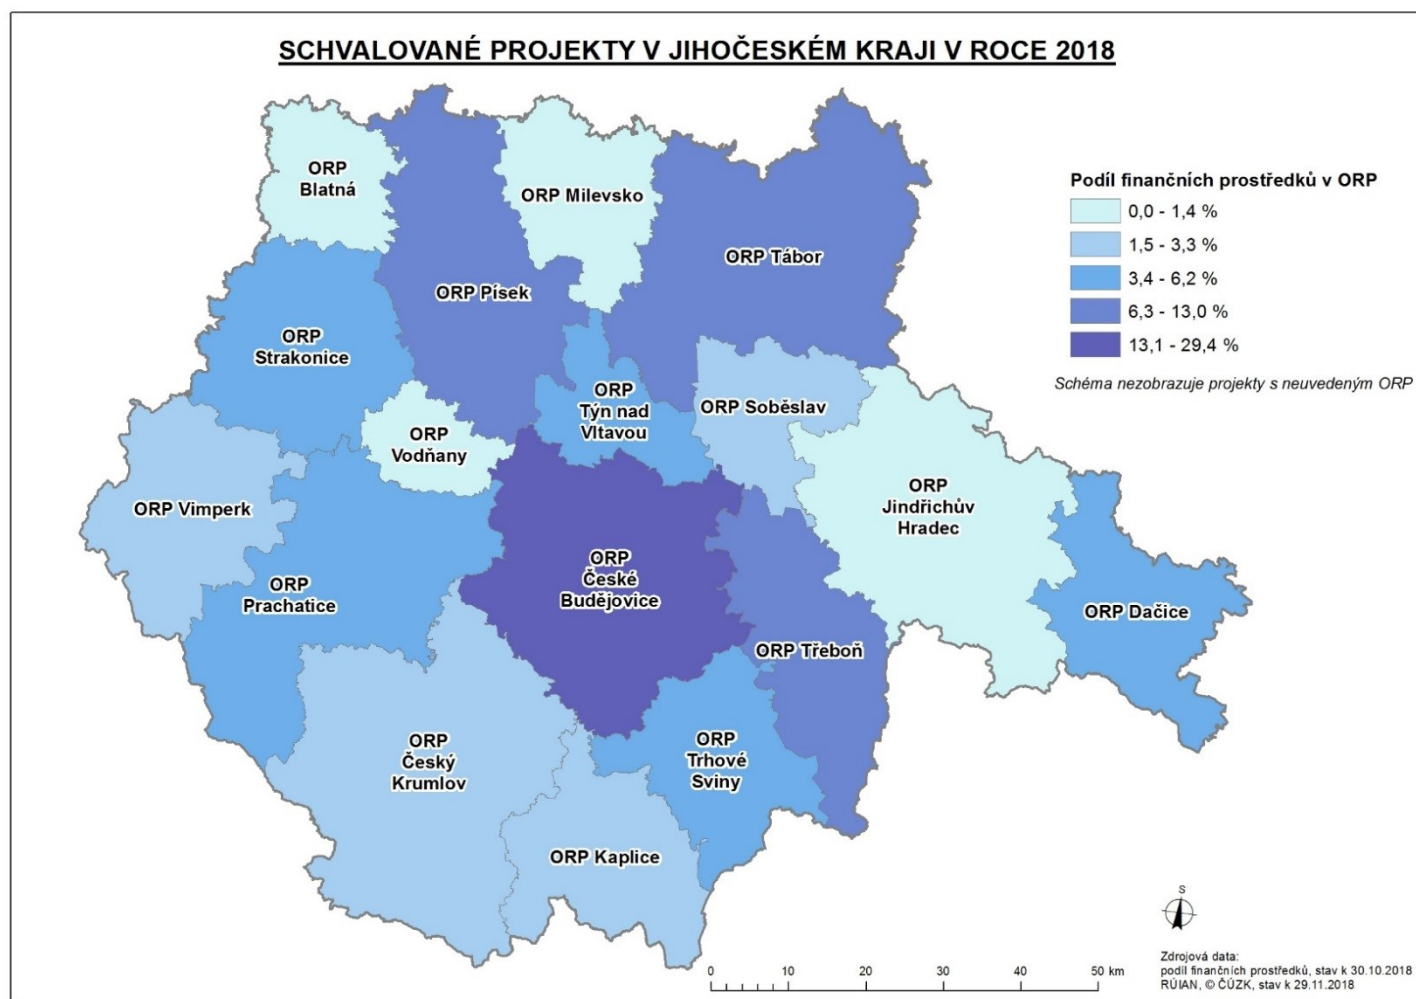 SCHVALOVANÉ PROJEKTY V JIHOČESKÉM KRAJI V ROCE 2018
ORP
Blatná
ORP Milevsko
ORP Tábor
ORP Písek
ORP
Strakonice
ORP
Týn nad
Vltavou
ORP Soběslav
ORP
Vodňany
ORP Vimperk
ORP
Jindřichův
Hradec
ORP
Prachatice
ORP
České
Budějovice
ORP Dačice
ORP Třeboň
ORP
Český
Krumlov
ORP
Trhové
Sviny
ORP Kaplice
Podíl finančních prostředků v ORP
0,0 - 1,4 %
1,5 - 3,3 %
3,4 - 6,2 %
6,3 - 13,0 %
13,1 - 29,4 %
Schéma nezobrazuje projekty s neuvedeným ORP
S
0 10 20 30 40 50 km
Zdrojová data:
podíl finančních prostředků, stav k 30.10.2018
RÚIAN, © ČÚZK, stav k 29.11.2018